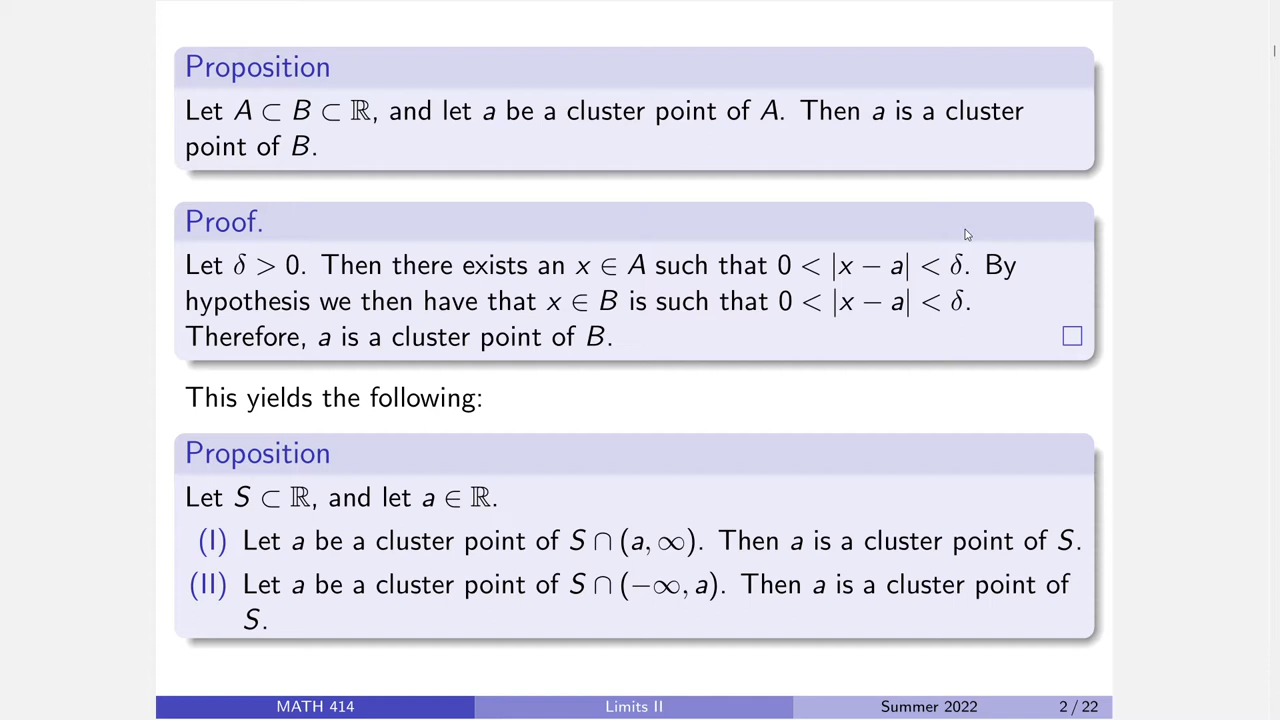 Proposition
Let A ⊂ B ⊂ ℝ, and let a be a cluster point of A. Then a is a cluster
point of B.
Proof.
Let δ > 0. Then there exists an x ∈ A such that 0 < |x − a| < δ. By
hypothesis we then have that x ∈ B is such that 0 < |x − a| < δ.
Therefore, a is a cluster point of B. □
This yields the following:
Proposition
Let S ⊂ ℝ, and let a ∈ ℝ.
(I) Let a be a cluster point of S ∩ (a, ∞). Then a is a cluster point of S.
(II) Let a be a cluster point of S ∩ (−∞, a). Then a is a cluster point of
S.
MATH 414 Limits II Summer 2022 2 / 22